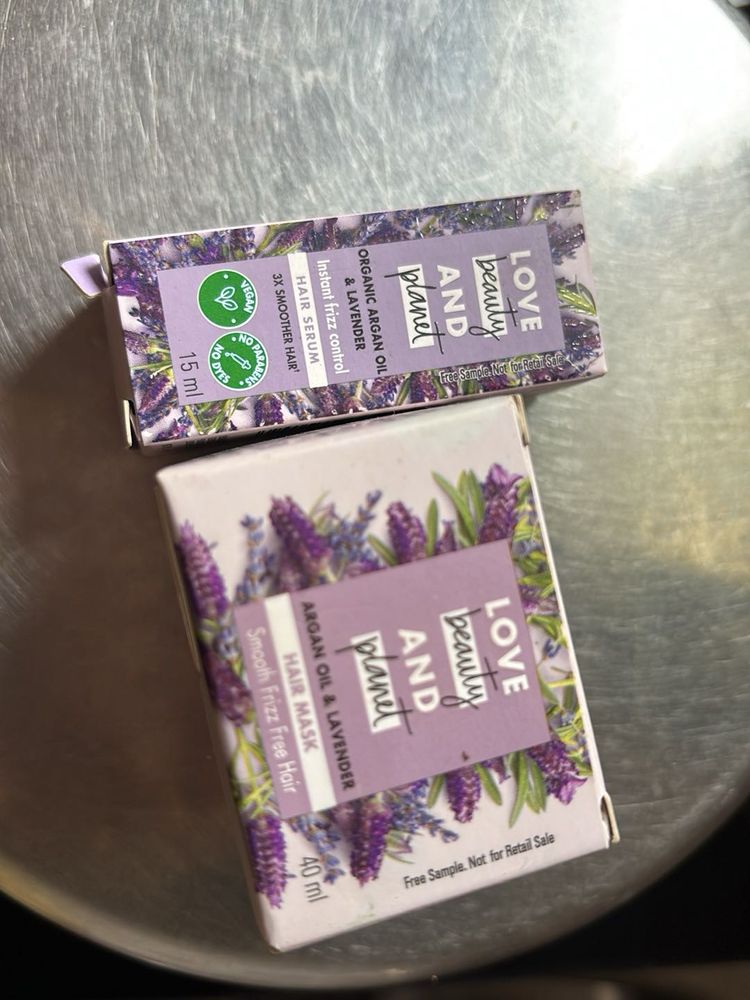 LOVE
beauty
AND
planet
ORGANIC ARGAN OIL
& LAVENDER
Instant frizz control
HAIR SERUM
3X SMOOTHER HAIR
VEGAN
NO PARABENS
NO DYES
15 ml
Free Sample. Not for Retail Sale
LOVE
beauty
AND
planet
ARGAN OIL & LAVENDER
HAIR MASK
Smooth Frizz Free Hair
40 ml
Free Sample. Not for Retail Sale